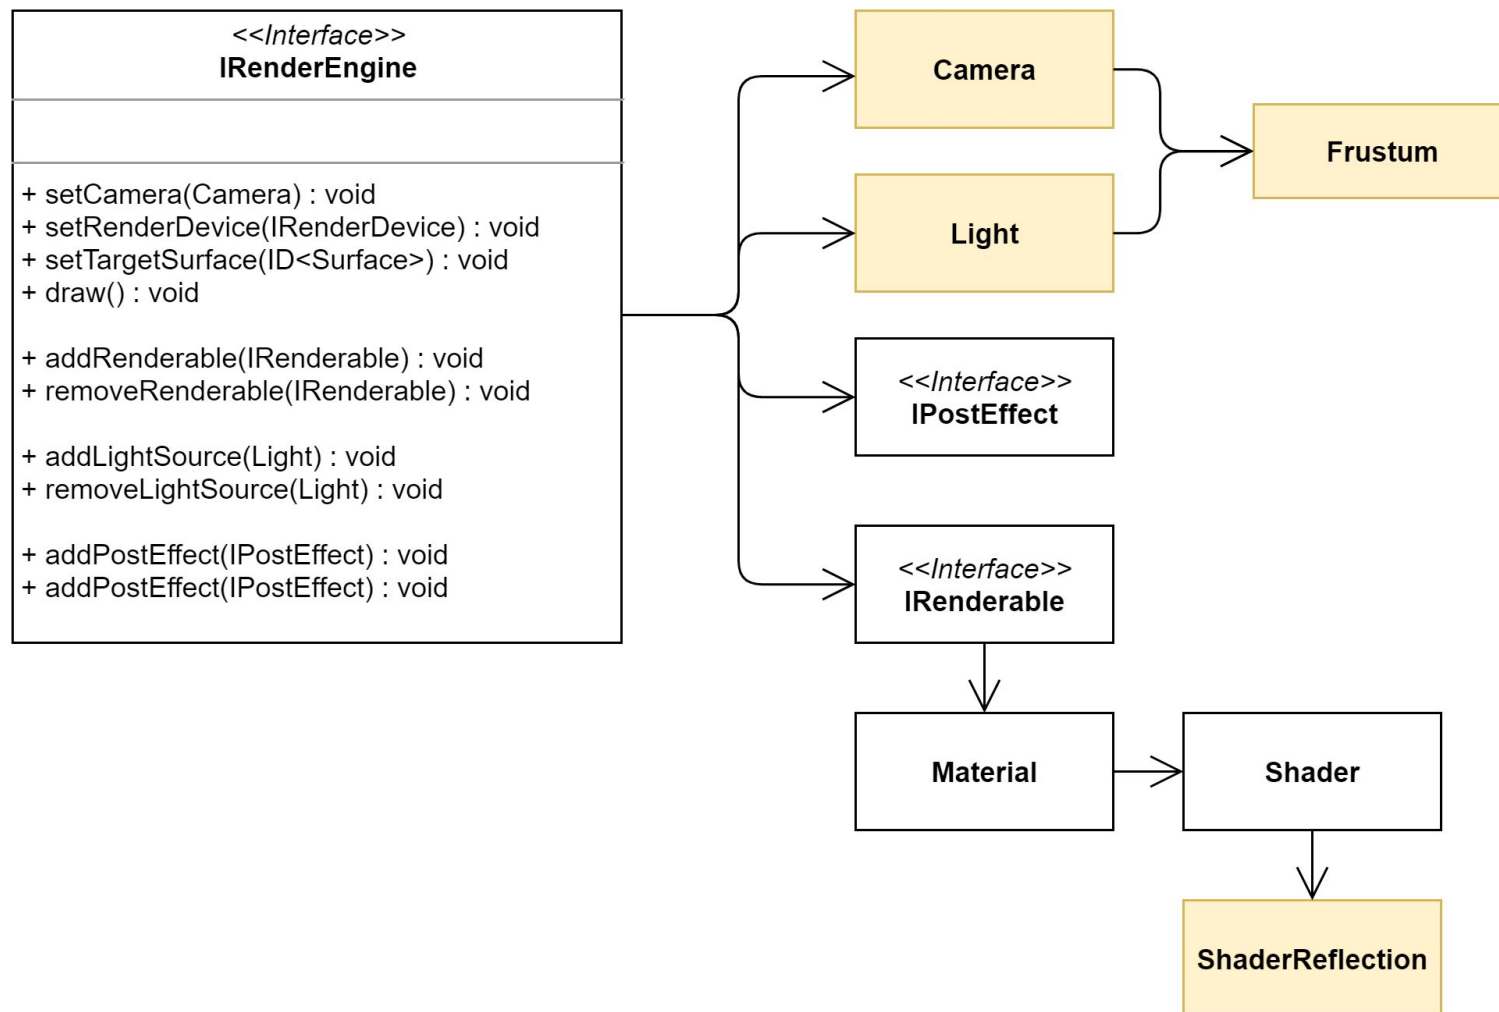 <<Interface>>
IRenderEngine
+ setCamera(Camera) : void
+ setRenderDevice(IRenderDevice) : void
+ setTargetSurface(ID<Surface>) : void
+ draw() : void
+ addRenderable(IRenderable) : void
+ removeRenderable(IRenderable) : void
+ addLightSource(Light) : void
+ removeLightSource(Light) : void
+ addPostEffect(IPostEffect) : void
+ addPostEffect(IPostEffect) : void
Camera
Frustum
Light
<<Interface>>
IPostEffect
<<Interface>>
IRenderable
Material
Shader
ShaderReflection